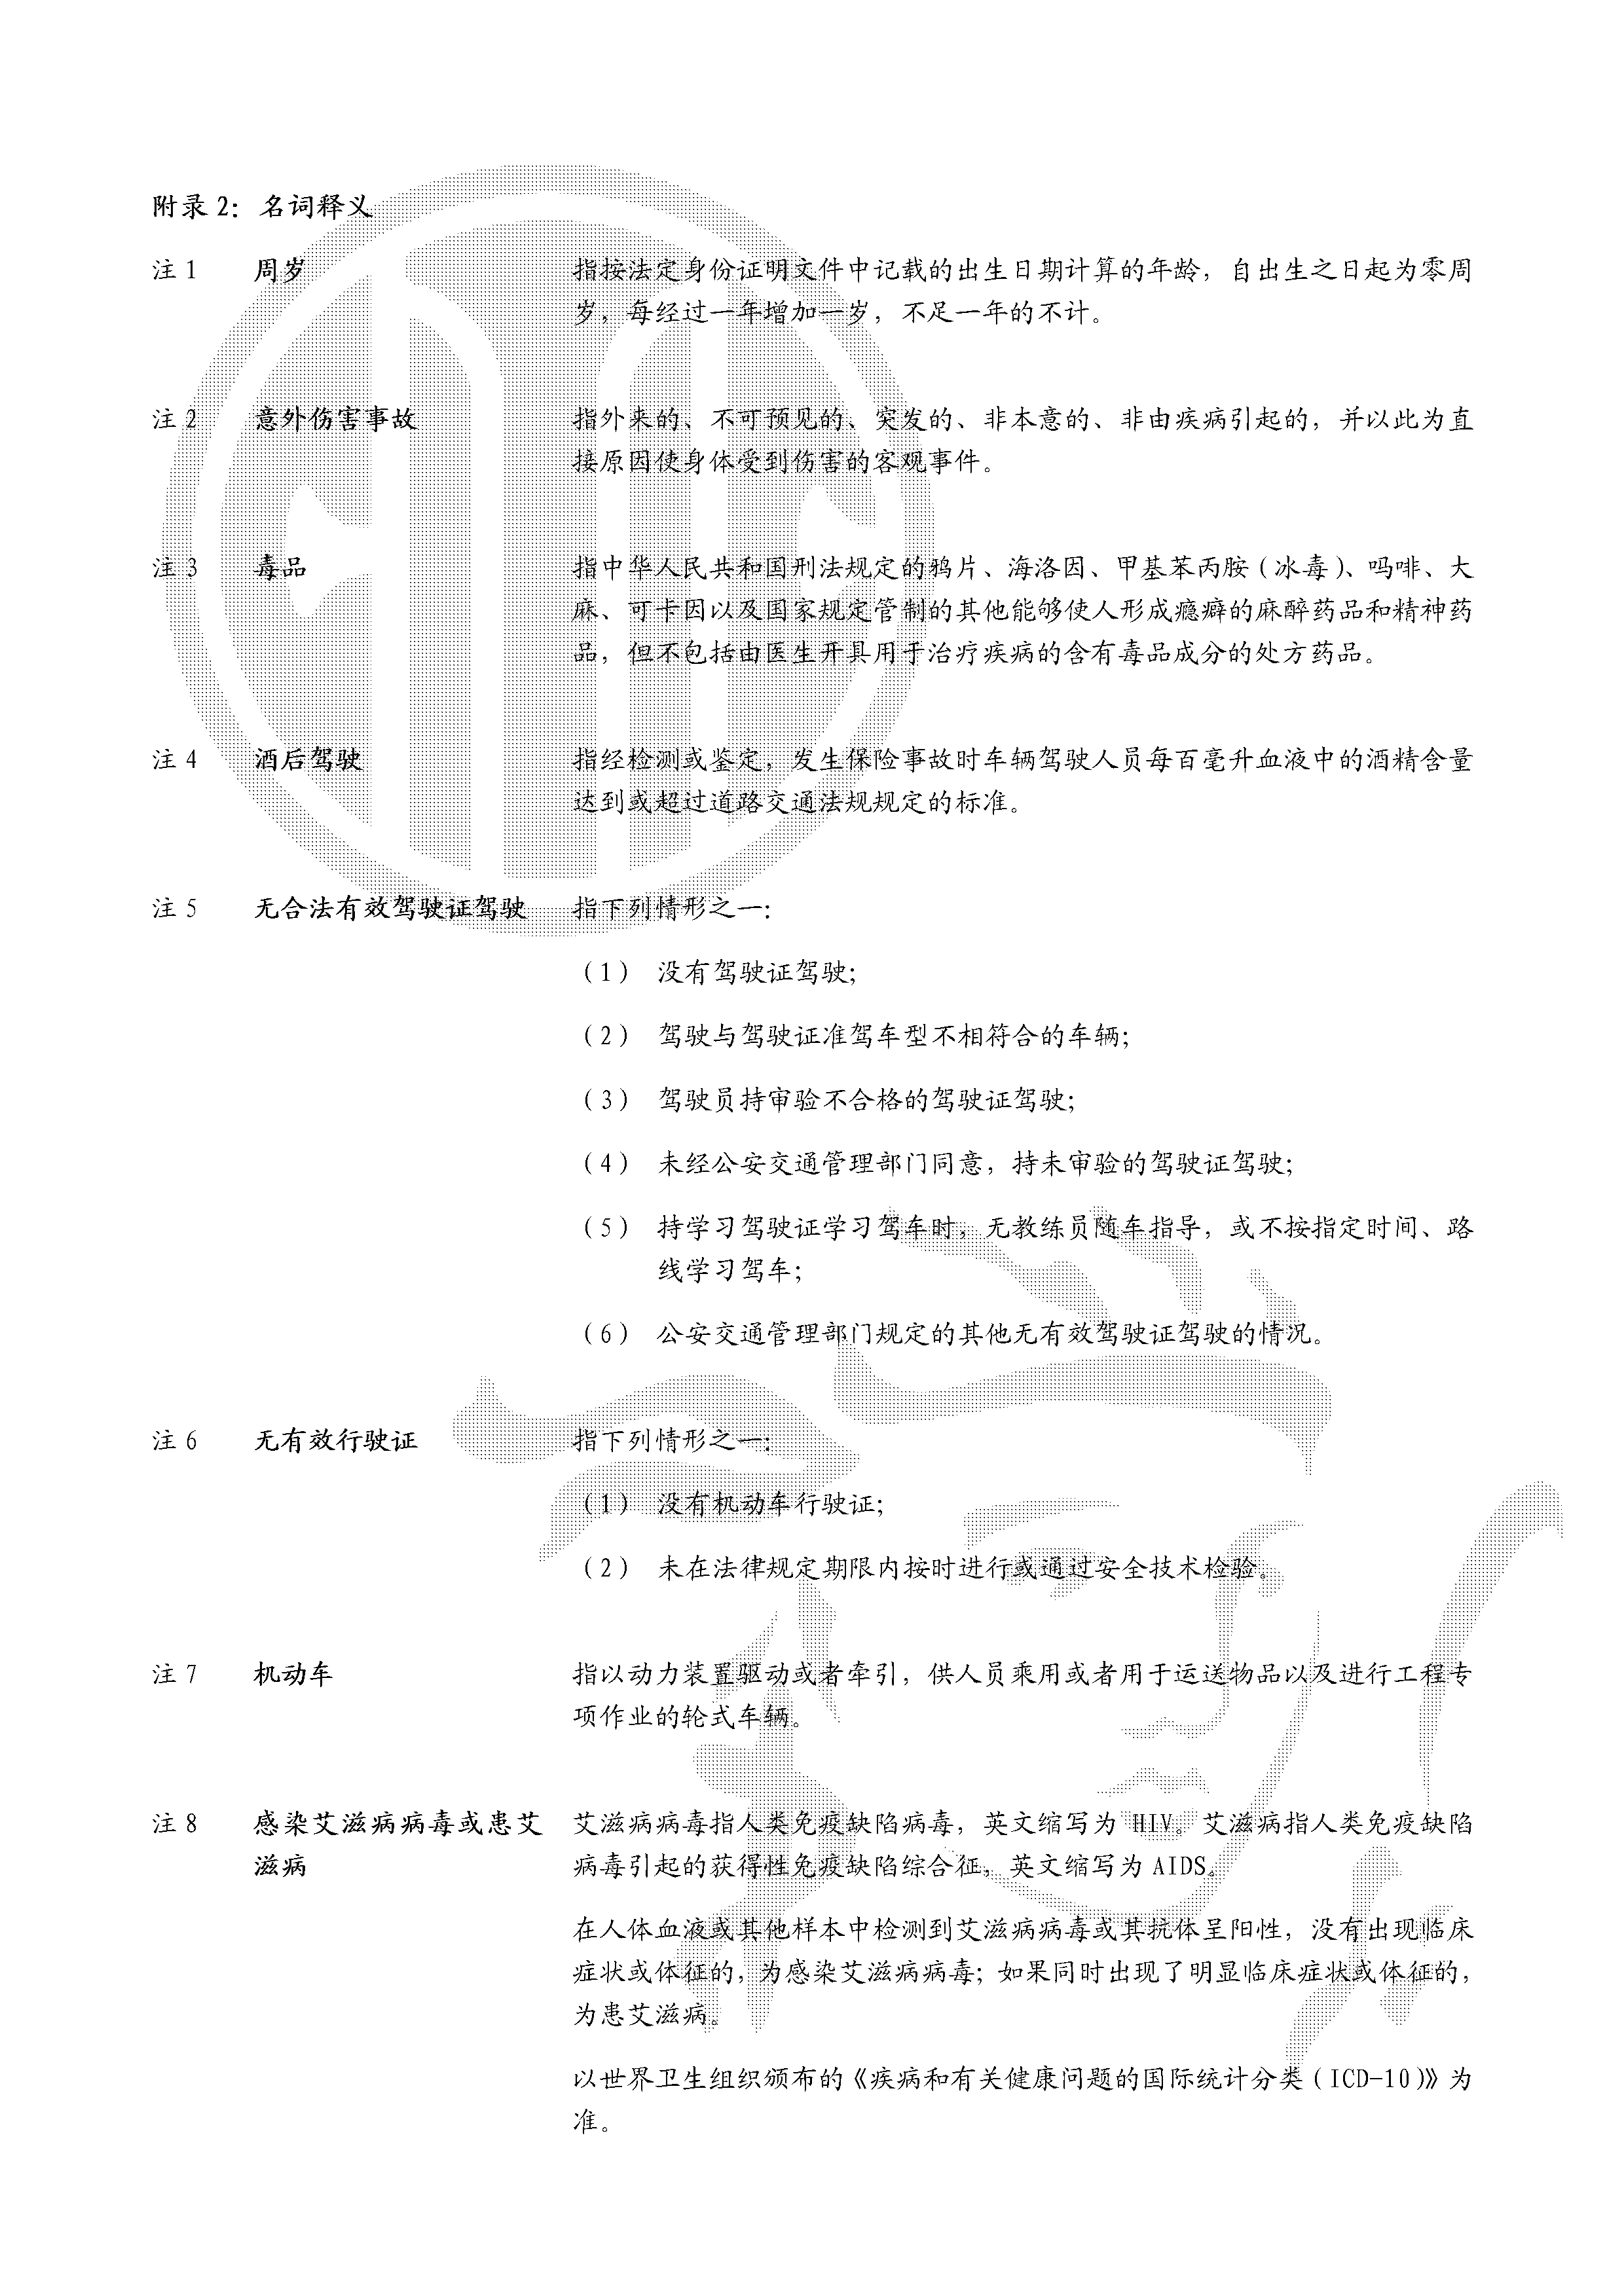 附录 2：名词释义
注 1 周岁 指按法定身份证明文件中记载的出生日期计算的年龄，自出生之日起为零周
岁，每经过一年增加一岁，不足一年的不计。
注 2 意外伤害事故 指外来的、不可预见的、突发的、非本意的、非由疾病引起的，并以此为直
接原因使身体受到伤害的客观事件。
注 3 毒品 指中华人民共和国刑法规定的鸦片、海洛因、甲基苯丙胺（冰毒）、吗啡、大
麻、可卡因以及国家规定管制的其他能够使人形成瘾癖的麻醉药品和精神药
品，但不包括由医生开具用于治疗疾病的含有毒品成分的处方药品。
注 4 酒后驾驶 指经检测或鉴定，发生保险事故时车辆驾驶人员每百毫升血液中的酒精含量
达到或超过道路交通法规规定的标准。
注 5 无合法有效驾驶证驾驶 指下列情形之一：
（1） 没有驾驶证驾驶；
（2） 驾驶与驾驶证准驾车型不相符合的车辆；
（3） 驾驶员持审验不合格的驾驶证驾驶；
（4） 未经公安交通管理部门同意，持未审验的驾驶证驾驶；
（5） 持学习驾驶证学习驾车时，无教练员随车指导，或不按指定时间、路
线学习驾车；
（6） 公安交通管理部门规定的其他无有效驾驶证驾驶的情况。
注 6 无有效行驶证 指下列情形之一：
（1） 没有机动车行驶证；
（2） 未在法律规定期限内按时进行或通过安全技术检验。
注 7 机动车 指以动力装置驱动或者牵引，供人员乘用或者用于运送物品以及进行工程专
项作业的轮式车辆。
注 8 感染艾滋病病毒或患艾 艾滋病病毒指人类免疫缺陷病毒，英文缩写为 HIV。艾滋病指人类免疫缺陷
滋病 病毒引起的获得性免疫缺陷综合征，英文缩写为 AIDS。
在人体血液或其他样本中检测到艾滋病病毒或其抗体呈阳性，没有出现临床
症状或体征的，为感染艾滋病病毒；如果同时出现了明显临床症状或体征的，
为患艾滋病。
以世界卫生组织颁布的《疾病和有关健康问题的国际统计分类（ICD-10）》为
准。